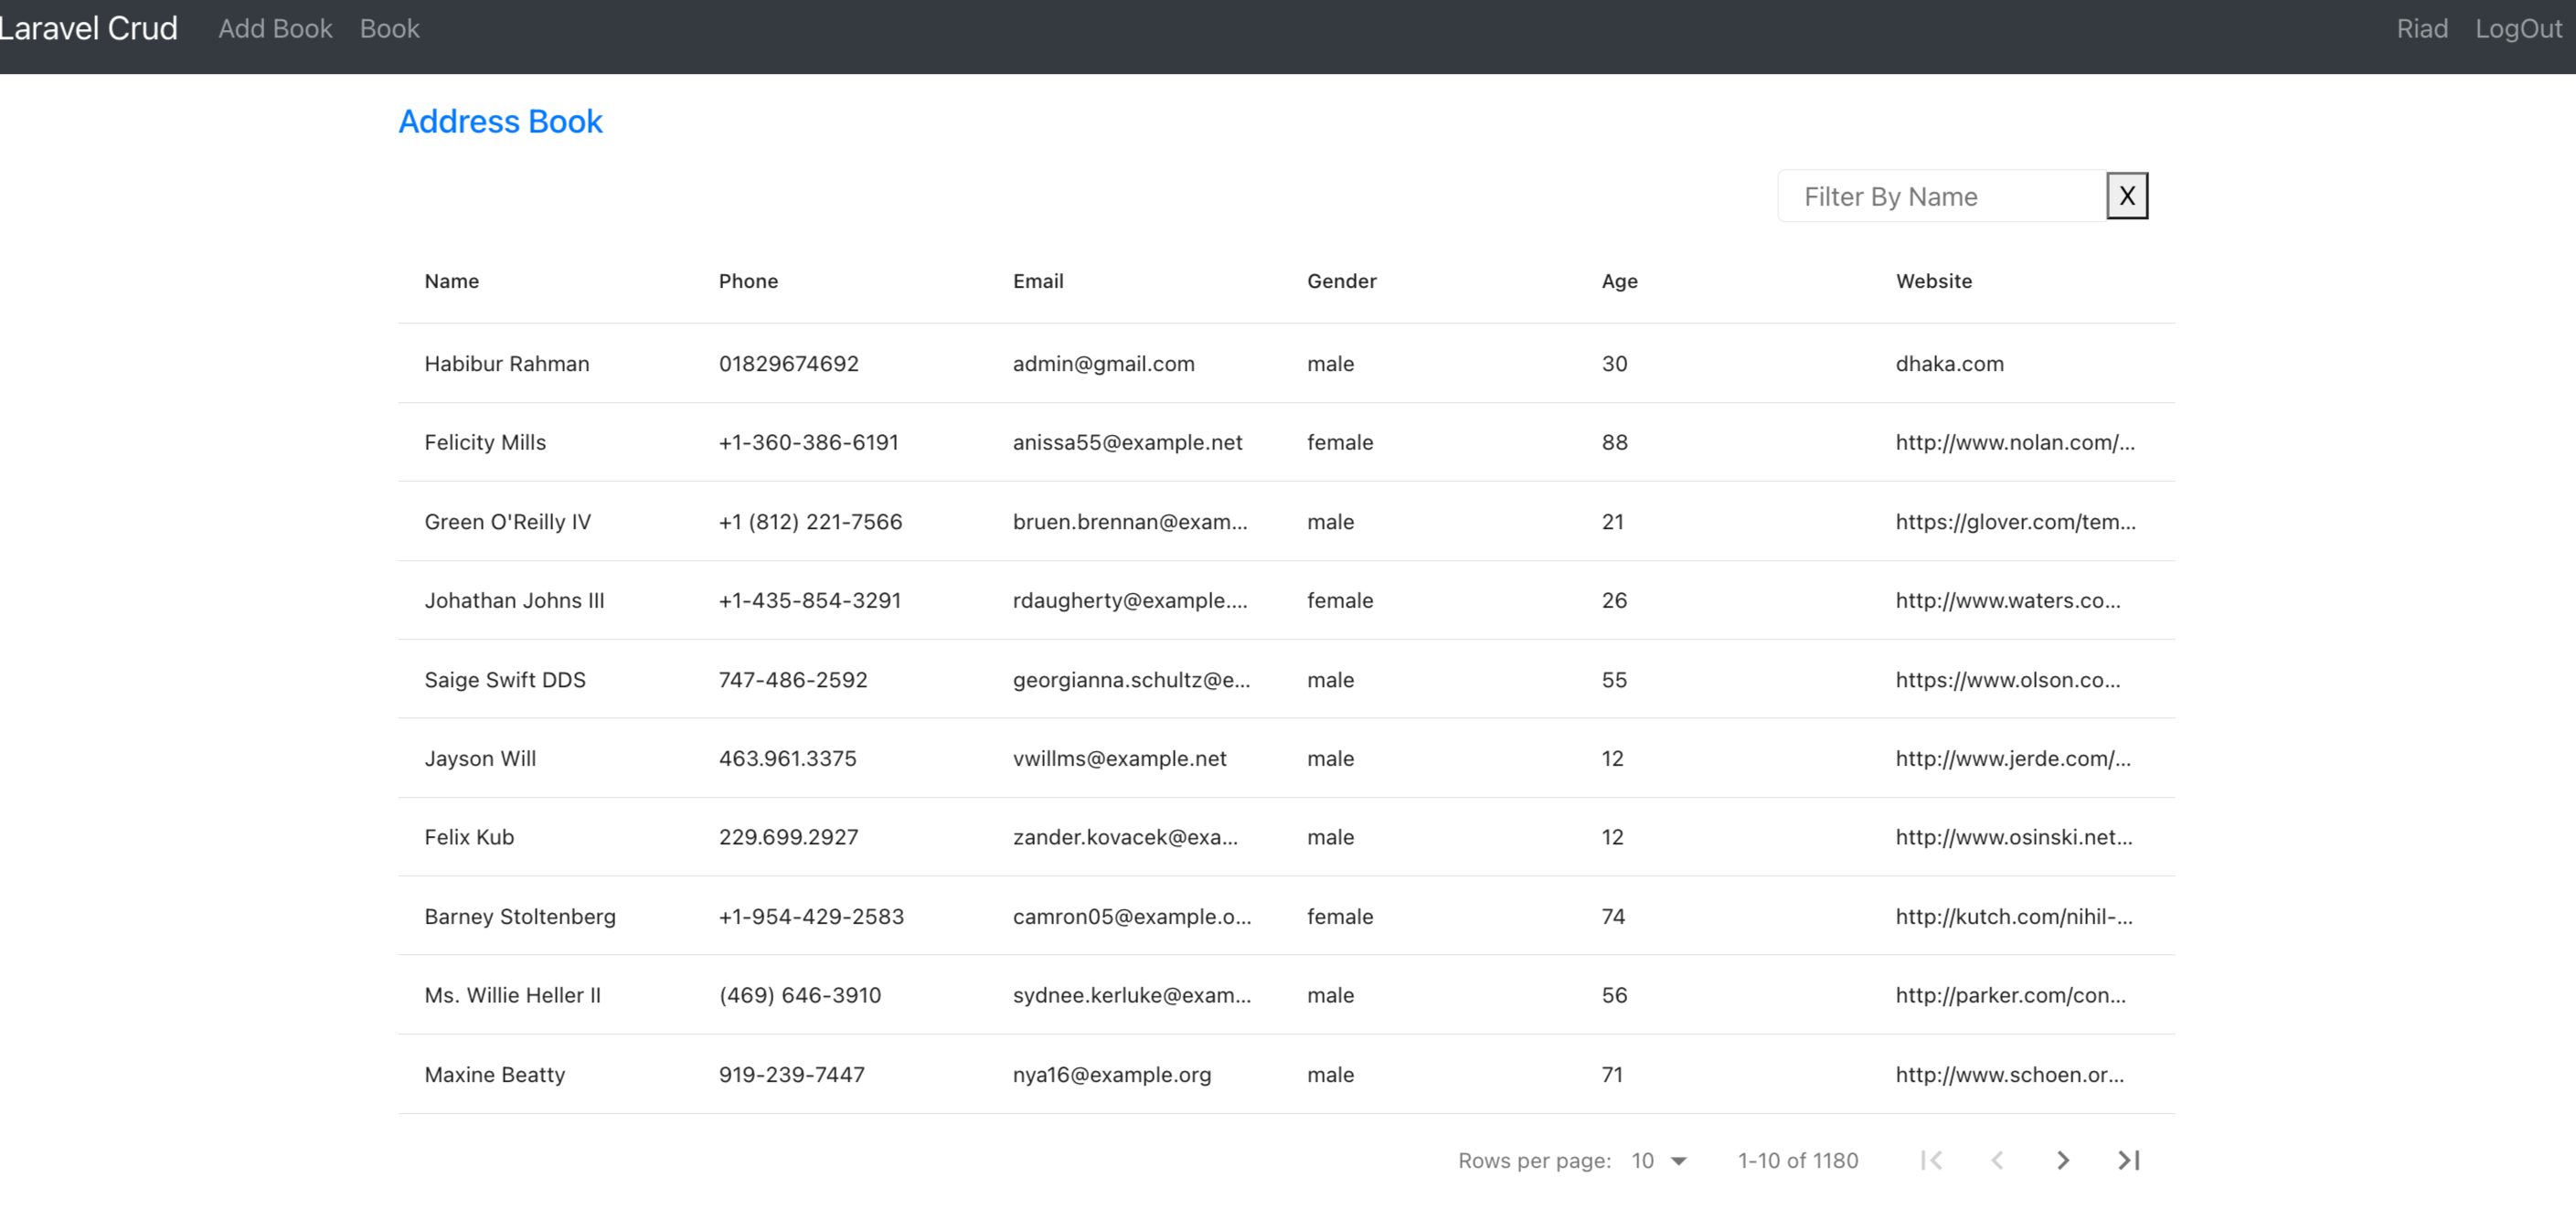 Laravel Crud Add Book Book Riad LogOut
Address Book
Filter By Name X
Name Phone Email Gender Age Website
Habibur Rahman 01829674692 admin@gmail.com male 30 dhaka.com
Felicity Mills +1-360-386-6191 anissa55@example.net female 88 http://www.nolan.com/...
Green O'Reilly IV +1 (812) 221-7566 bruen.brennan@exam... male 21 https://glover.com/tem...
Johathan Johns III +1-435-854-3291 rdaugherty@example.... female 26 http://www.waters.co...
Saige Swift DDS 747-486-2592 georgianna.schultz@e... male 55 https://www.olson.co...
Jayson Will 463.961.3375 vwillms@example.net male 12 http://www.jerde.com/...
Felix Kub 229.699.2927 zander.kovacek@exa... male 12 http://www.osinski.net...
Barney Stoltenberg +1-954-429-2583 camron05@example.o... female 74 http://kutch.com/nihil-...
Ms. Willie Heller II (469) 646-3910 sydnee.kerluke@exam... male 56 http://parker.com/con...
Maxine Beatty 919-239-7447 nya16@example.org male 71 http://www.schoen.or...
Rows per page: 10 1-10 of 1180